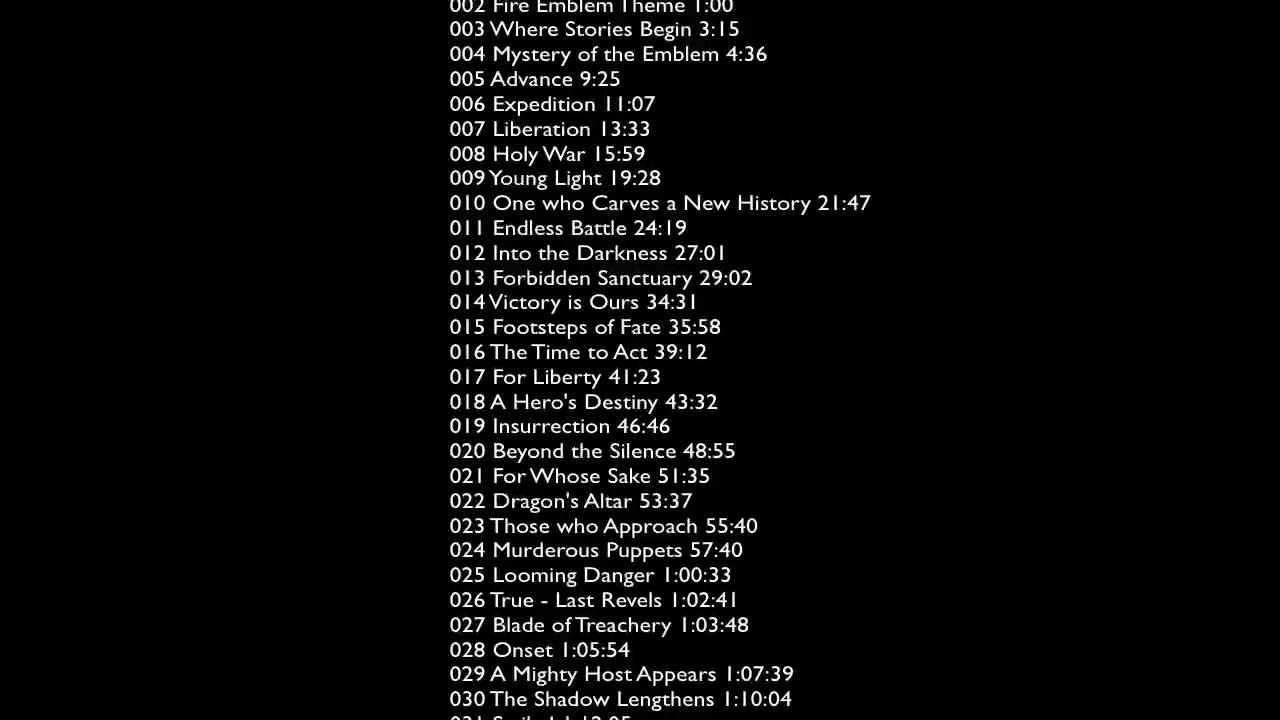 002 Fire Emblem Theme 1:00
003 Where Stories Begin 3:15
004 Mystery of the Emblem 4:36
005 Advance 9:25
006 Expedition 11:07
007 Liberation 13:33
008 Holy War 15:59
009 Young Light 19:28
010 One who Carves a New History 21:47
011 Endless Battle 24:19
012 Into the Darkness 27:01
013 Forbidden Sanctuary 29:02
014 Victory is Ours 34:31
015 Footsteps of Fate 35:58
016 The Time to Act 39:12
017 For Liberty 41:23
018 A Hero's Destiny 43:32
019 Insurrection 46:46
020 Beyond the Silence 48:55
021 For Whose Sake 51:35
022 Dragon's Altar 53:37
023 Those who Approach 55:40
024 Murderous Puppets 57:40
025 Looming Danger 1:00:33
026 True - Last Revels 1:02:41
027 Blade of Treachery 1:03:48
028 Onset 1:05:54
029 A Mighty Host Appears 1:07:39
030 The Shadow Lengthens 1:10:04
031